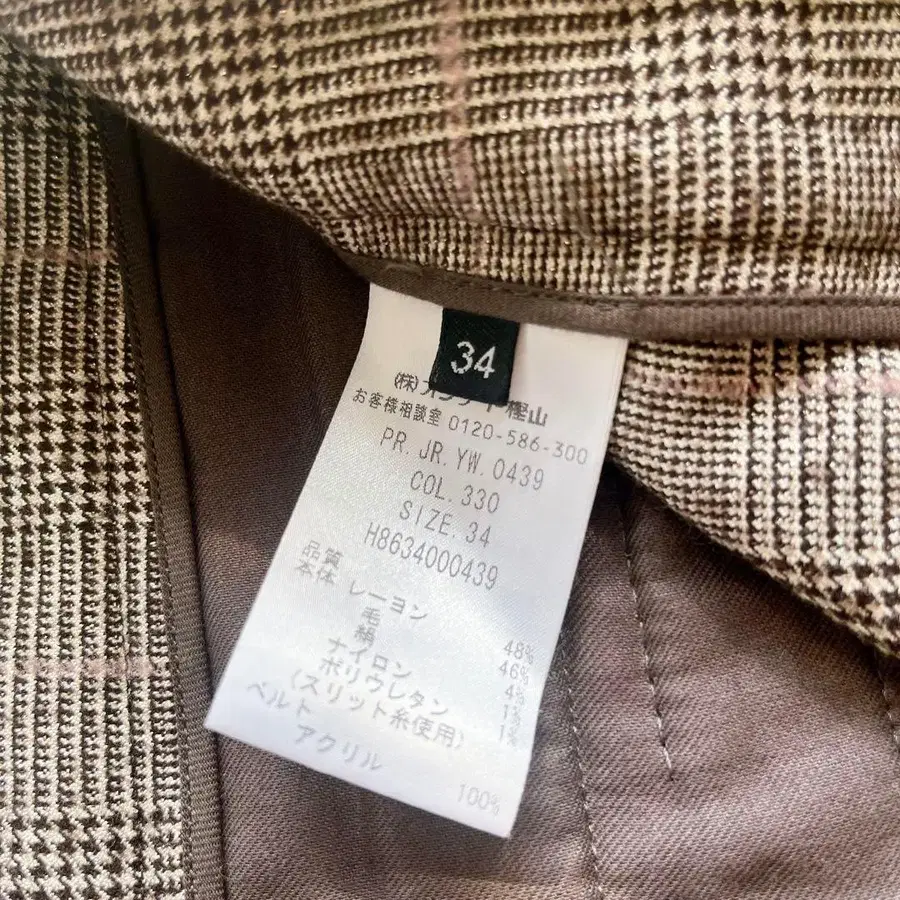 34
(株)オンワード樫山
お客様相談室 0120-586-300
PR.JR.YW.0439
COL.330
SIZE.34
H8634000439
品質
本体 レーヨン 48%
毛 46%
絹 4%
ナイロン 1%
ポリウレタン 1%
(スリット糸使用)
ベルト
アクリル 100%